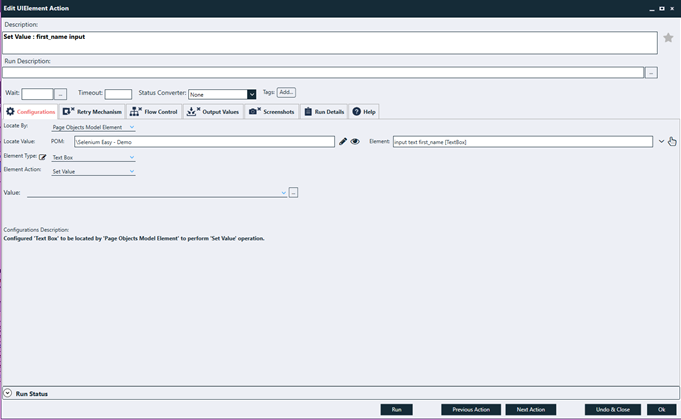 Edit UIElement Action
Description:
Set Value : first_name input
Run Description:
...
Wait: ... Timeout: Status Converter: None Tags: Add..
Configurations Retry Mechanism Flow Control Output Values Screenshots Run Details Help
Locate By: Page Objects Model Element
Locate Value: POM: \Selenium Easy - Demo Element: input text first_name [TextBox]
Element Type: Text Box
Element Action: Set Value
Value: ...
Configurations Description:
Configured 'Text Box' to be located by 'Page Objects Model Element' to perform 'Set Value' operation.
Run Status
Run Previous Action Next Action Undo & Close Ok